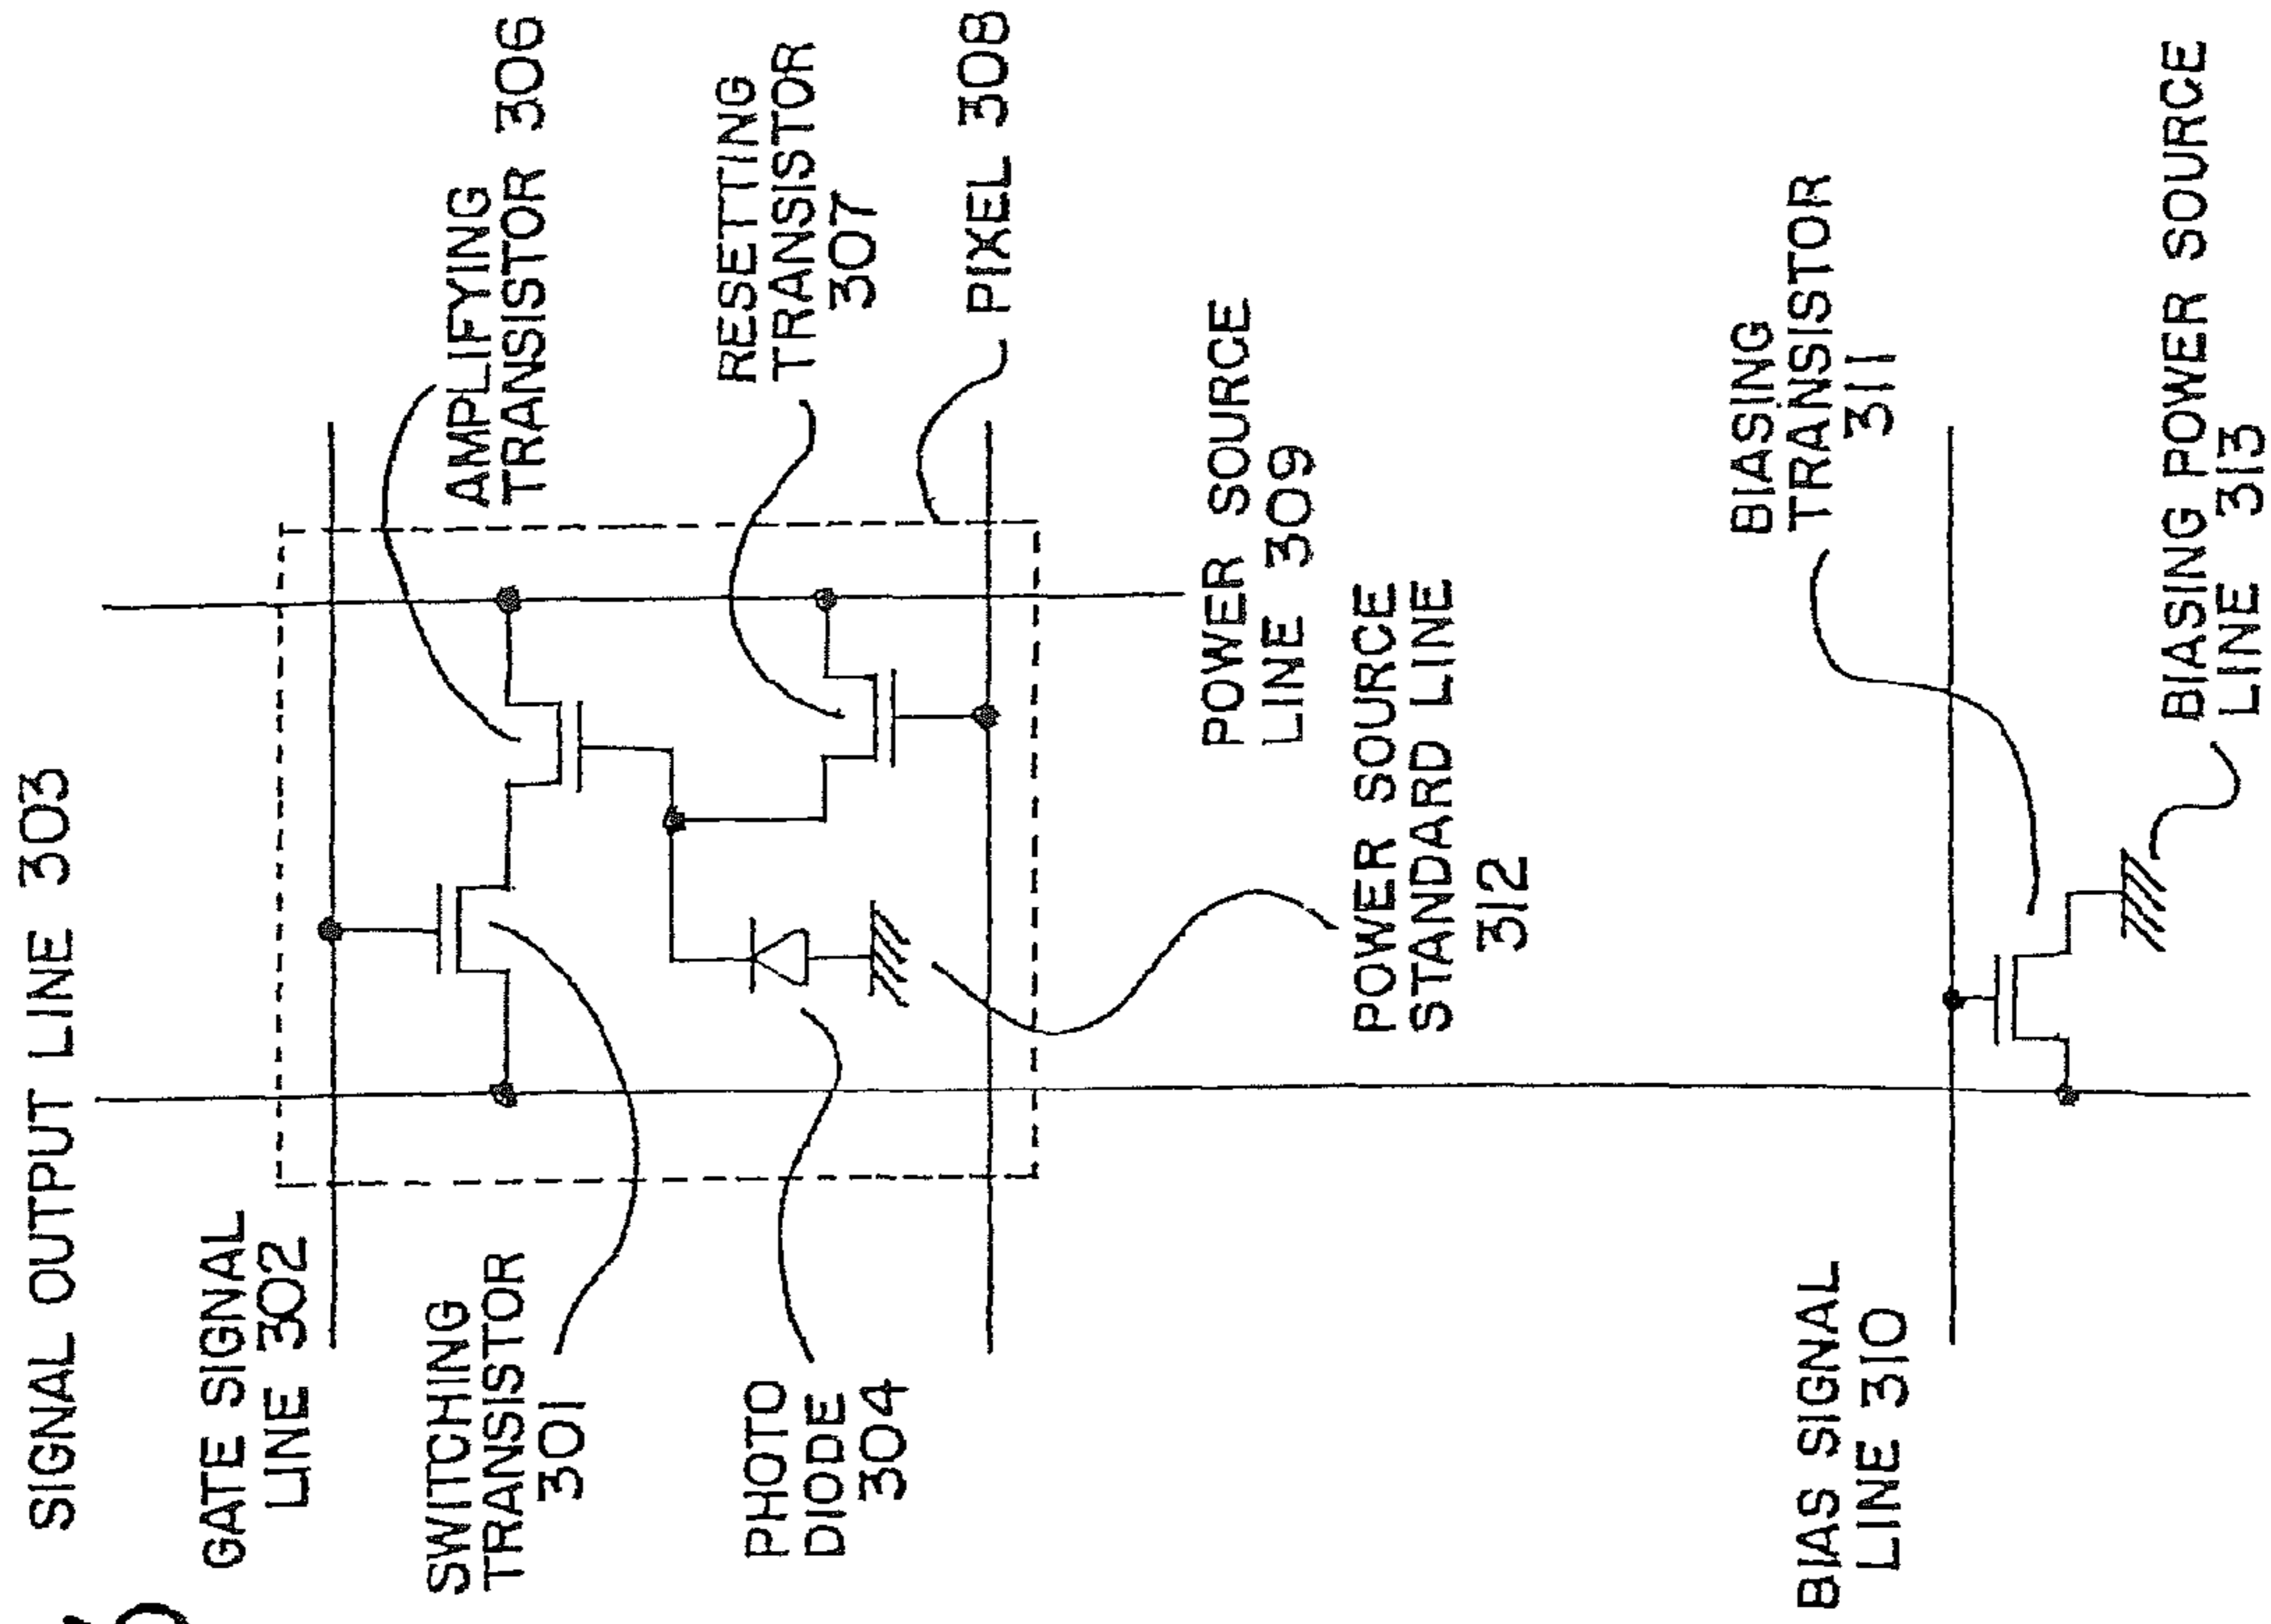 SIGNAL OUTPUT LINE 303
GATE SIGNAL
LINE 302
SWITCHING
TRANSISTOR
301
PHOTO
DIODE
304
AMPLIFYING
TRANSISTOR 306
RESETTING
TRANSISTOR
307
PIXEL 308
POWER SOURCE
LINE 309
POWER SOURCE
STANDARD LINE
312
BIAS SIGNAL
LINE 310
BIASING
TRANSISTOR
311
BIASING POWER SOURCE
LINE 313